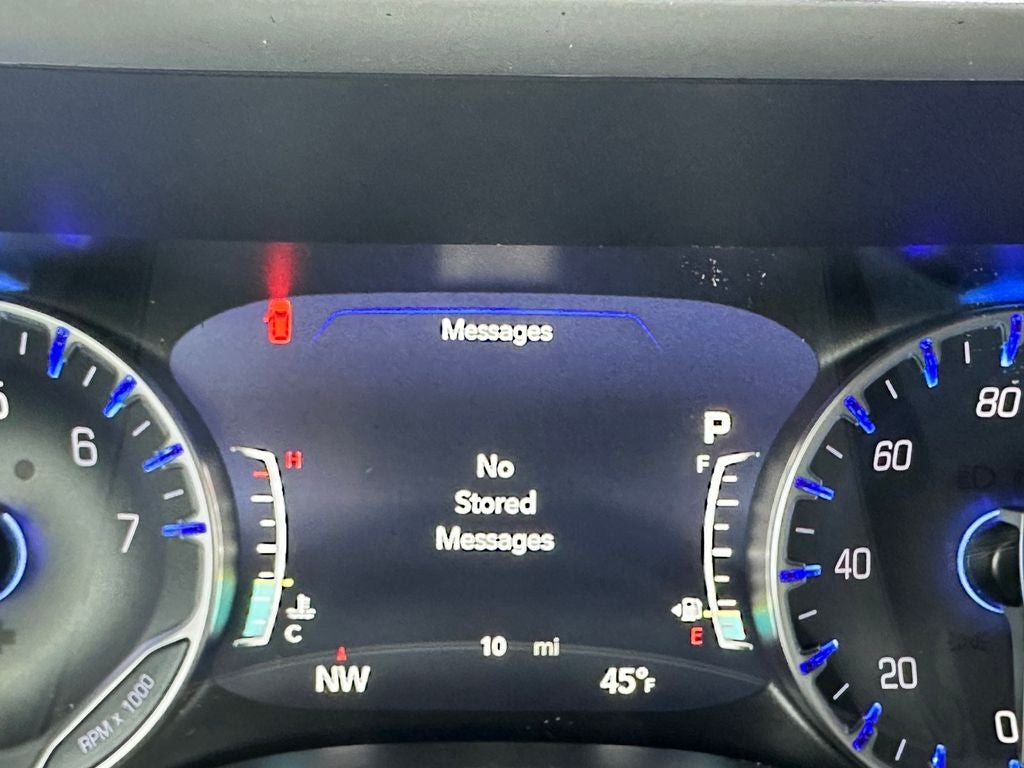 Messages
P
H
F
No
Stored
Messages
C
E
10 mi
NW
45°F
6
7
RPM x 1000
80
60
40
20
0